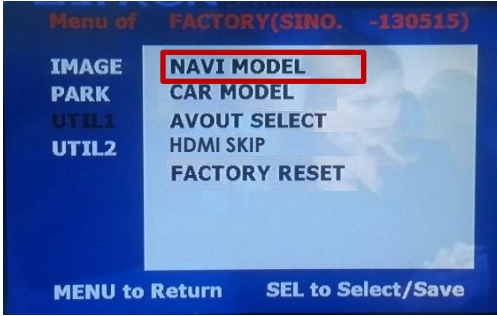 Menu of FACTORY(SINO. -130515)
IMAGE NAVI MODEL
PARK CAR MODEL
UTIL1 AVOUT SELECT
UTIL2 HDMI SKIP
FACTORY RESET
MENU to Return SEL to Select/Save